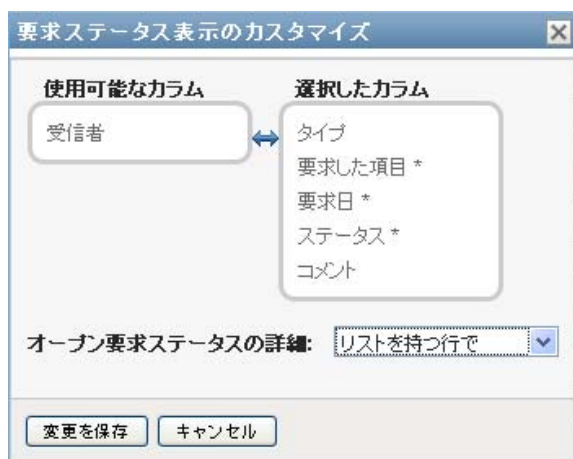 要求ステータス表示のカスタマイズ
使用可能なカラム
受信者
選択したカラム
タイプ
要求した項目 *
要求日 *
ステータス *
コメント
オープン要求ステータスの詳細:
リストを持つ行で
変更を保存
キャンセル